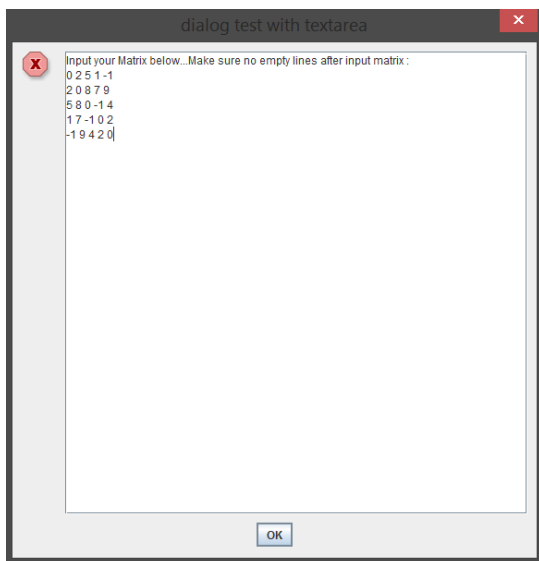 dialog test with textarea
x
X
Input your Matrix below...Make sure no empty lines after input matrix :
0 2 5 1 -1
2 0 8 7 9
5 8 0 -1 4
1 7 -1 0 2
-1 9 4 2 0
OK